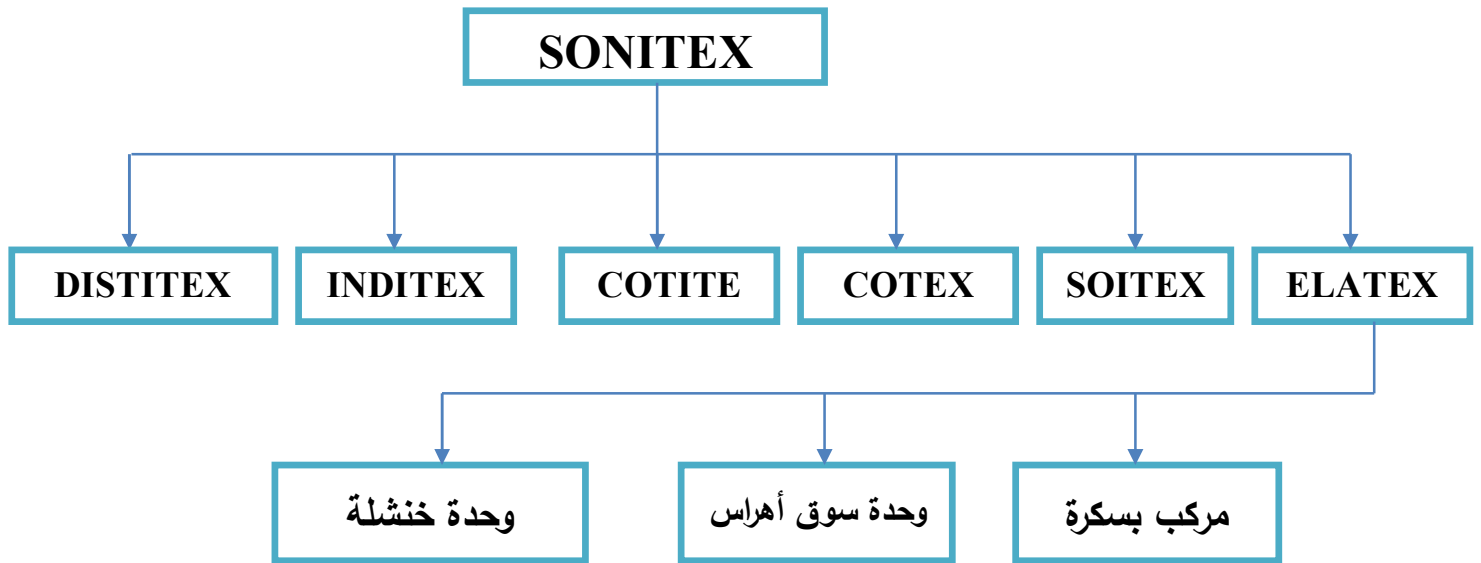 SONITEX
DISTITEX
INDITEX
COTITE
COTEX
SOITEX
ELATEX
مركب بسكرة
وحدة سوق أهراس
وحدة خنشلة